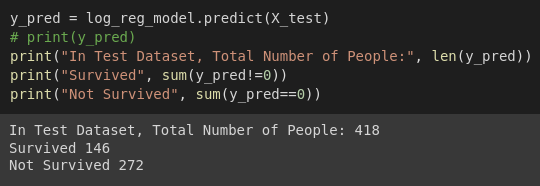 y_pred = log_reg_model.predict(X_test)
# print(y_pred)
print("In Test Dataset, Total Number of People:", len(y_pred))
print("Survived", sum(y_pred!=0))
print("Not Survived", sum(y_pred==0))
In Test Dataset, Total Number of People: 418
Survived 146
Not Survived 272